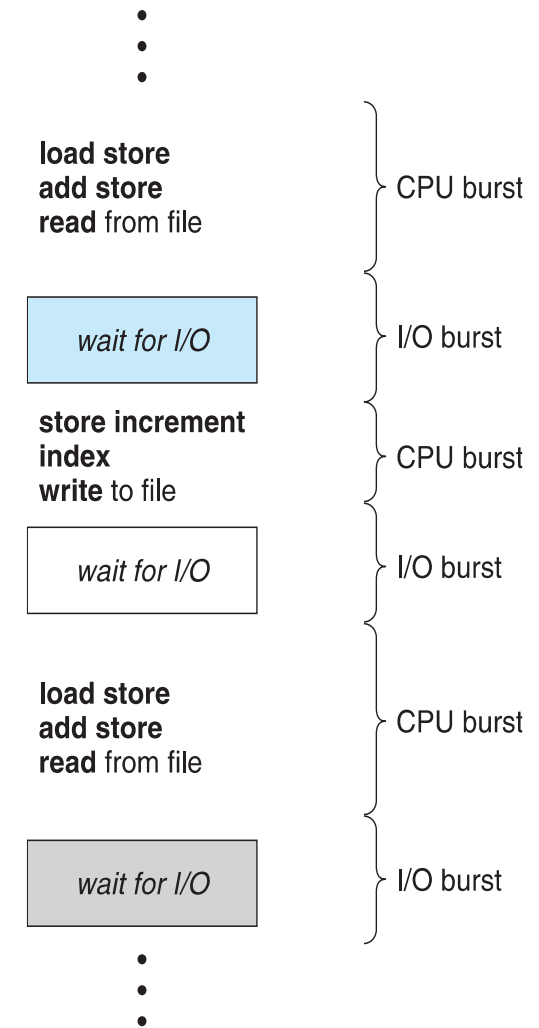 load store
add store
read from file
CPU burst
wait for I/O
I/O burst
store increment
index
write to file
CPU burst
wait for I/O
I/O burst
load store
add store
read from file
CPU burst
wait for I/O
I/O burst